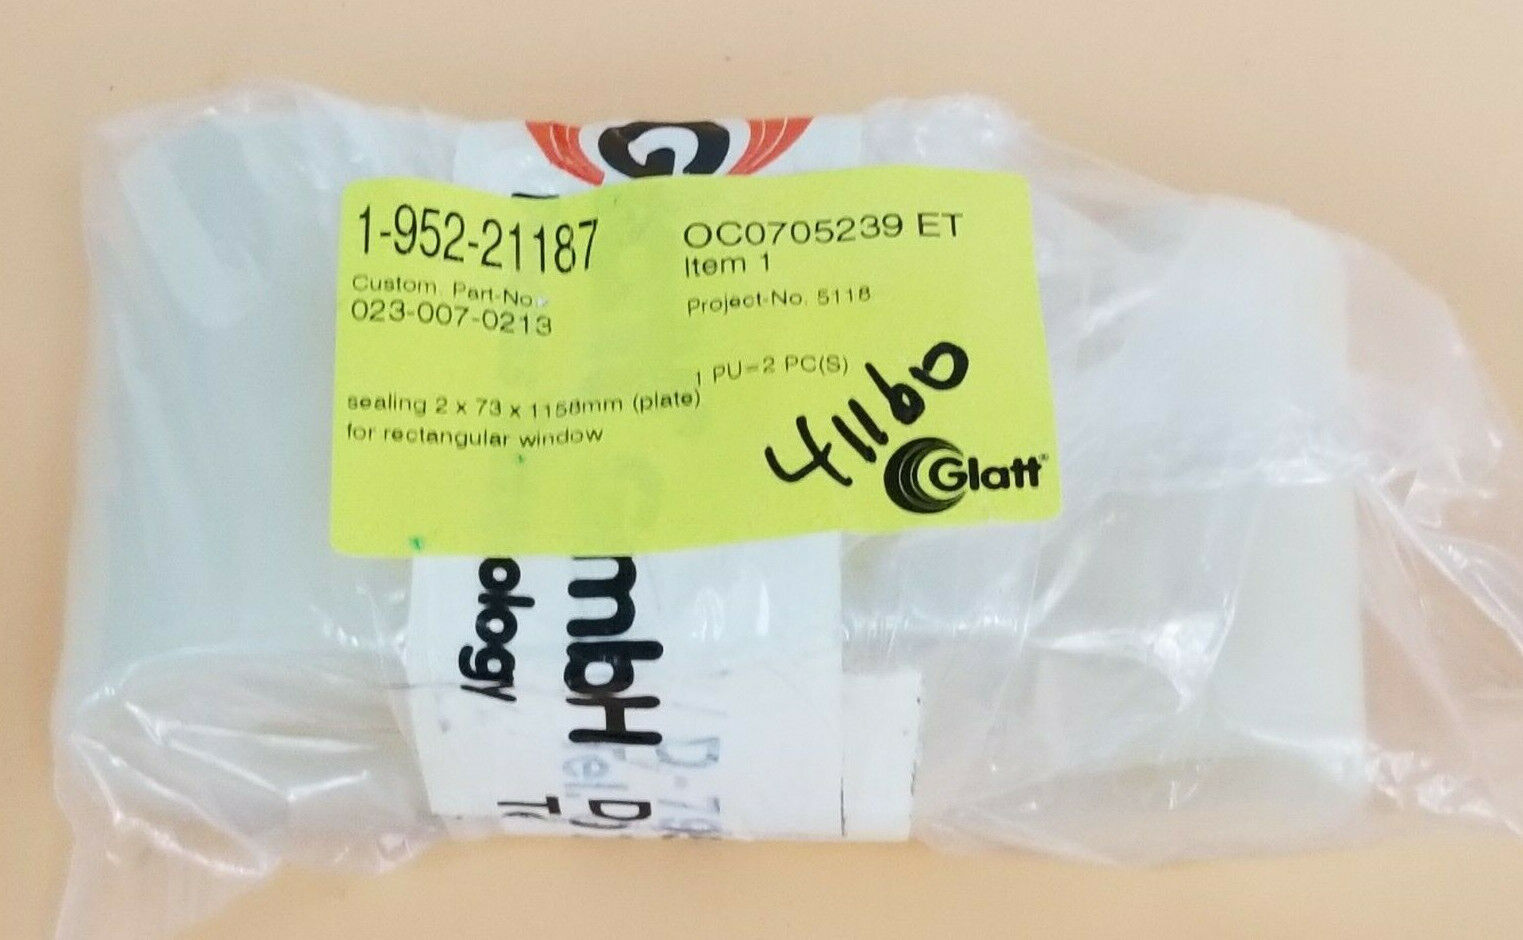 G
1-952-21187
Custom. Part-No.
023-007-0213
OC0705239 ET
Item 1
Project-No. 5118
1 PU=2 PC(S)
sealing 2 x 73 x 1158mm (plate)
for rectangular window
41160
Glatt
mbH
ology
D-79